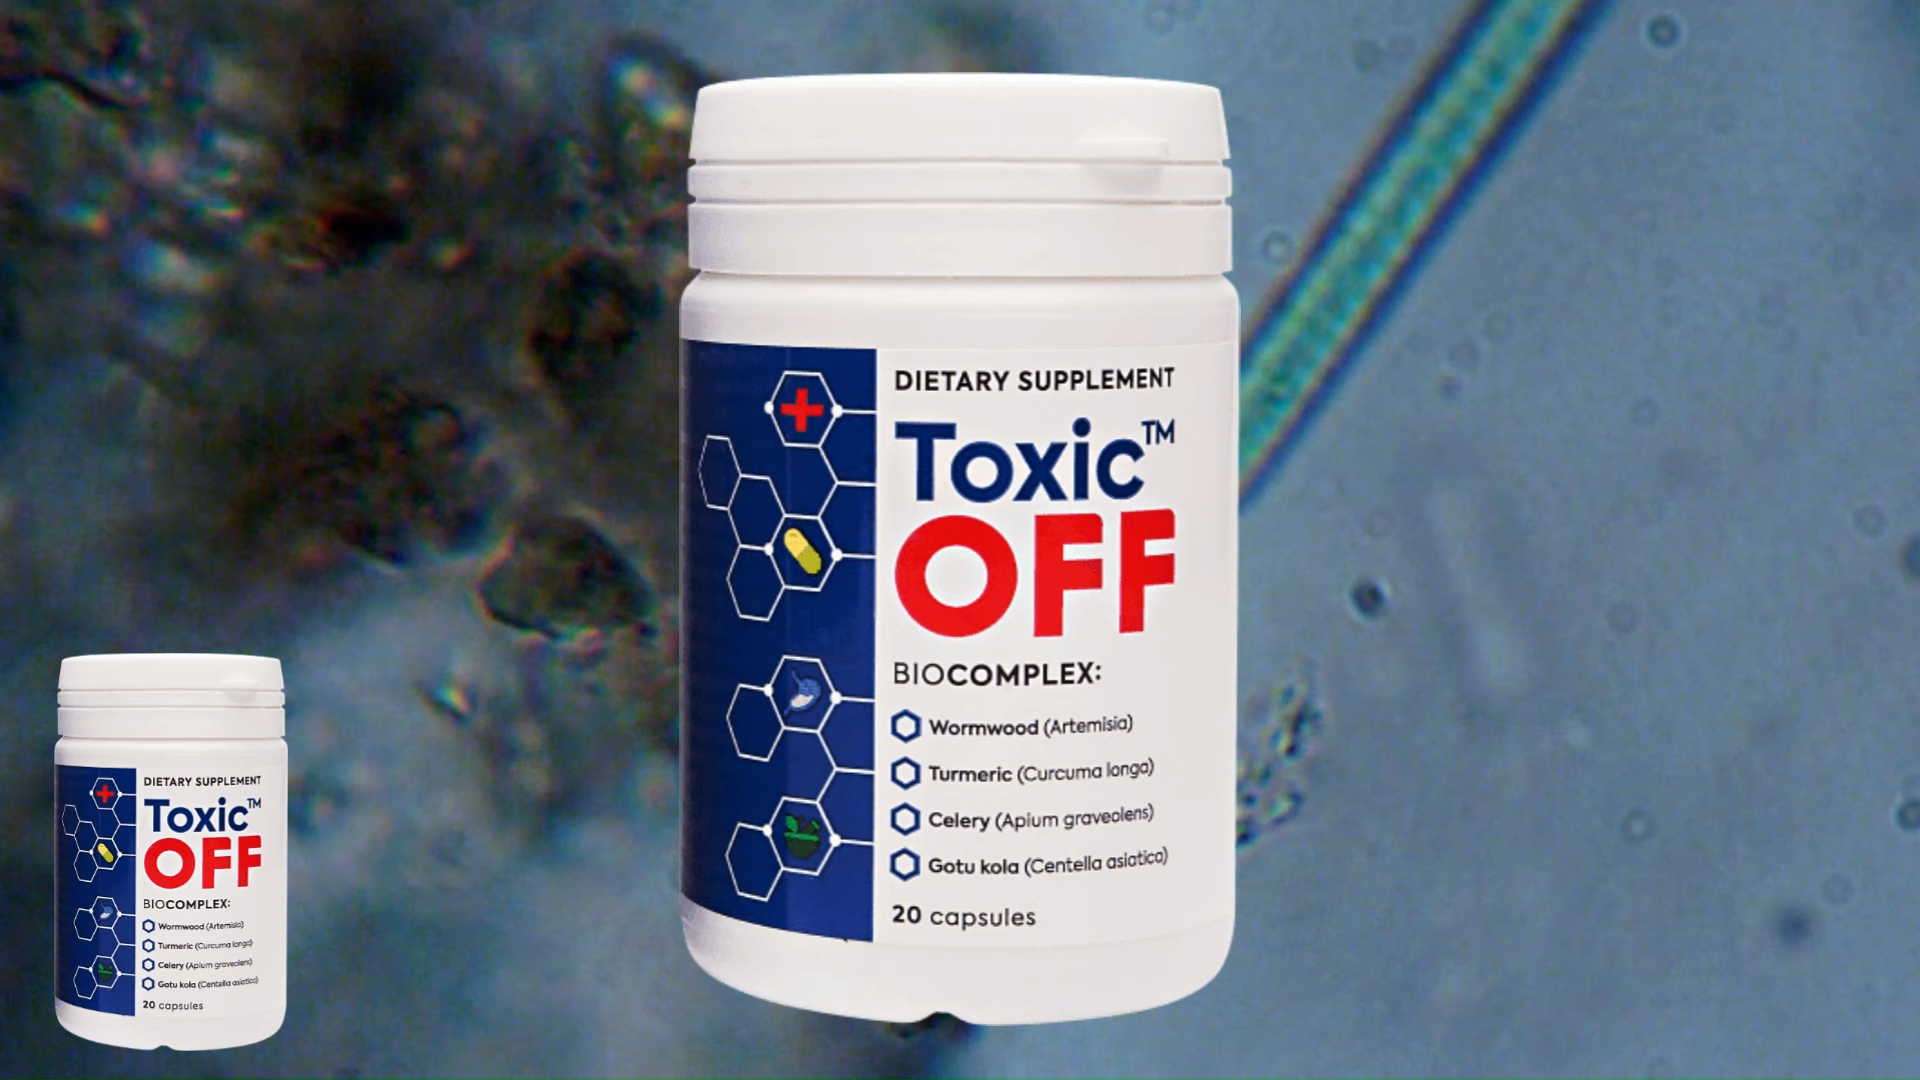 DIETARY SUPPLEMENT
Toxic™
OFF
BIOCOMPLEX:
Wormwood (Artemisia)
Turmeric (Curcuma longa)
Celery (Apium graveolens)
Gotu kola (Centella asiatica)
20 capsules
DIETARY SUPPLEMENT
Toxic™
OFF
BIOCOMPLEX:
Wormwood (Artemisia)
Turmeric (Curcuma longa)
Celery (Apium graveolens)
Gotu kola (Centella asiatica)
20 capsules